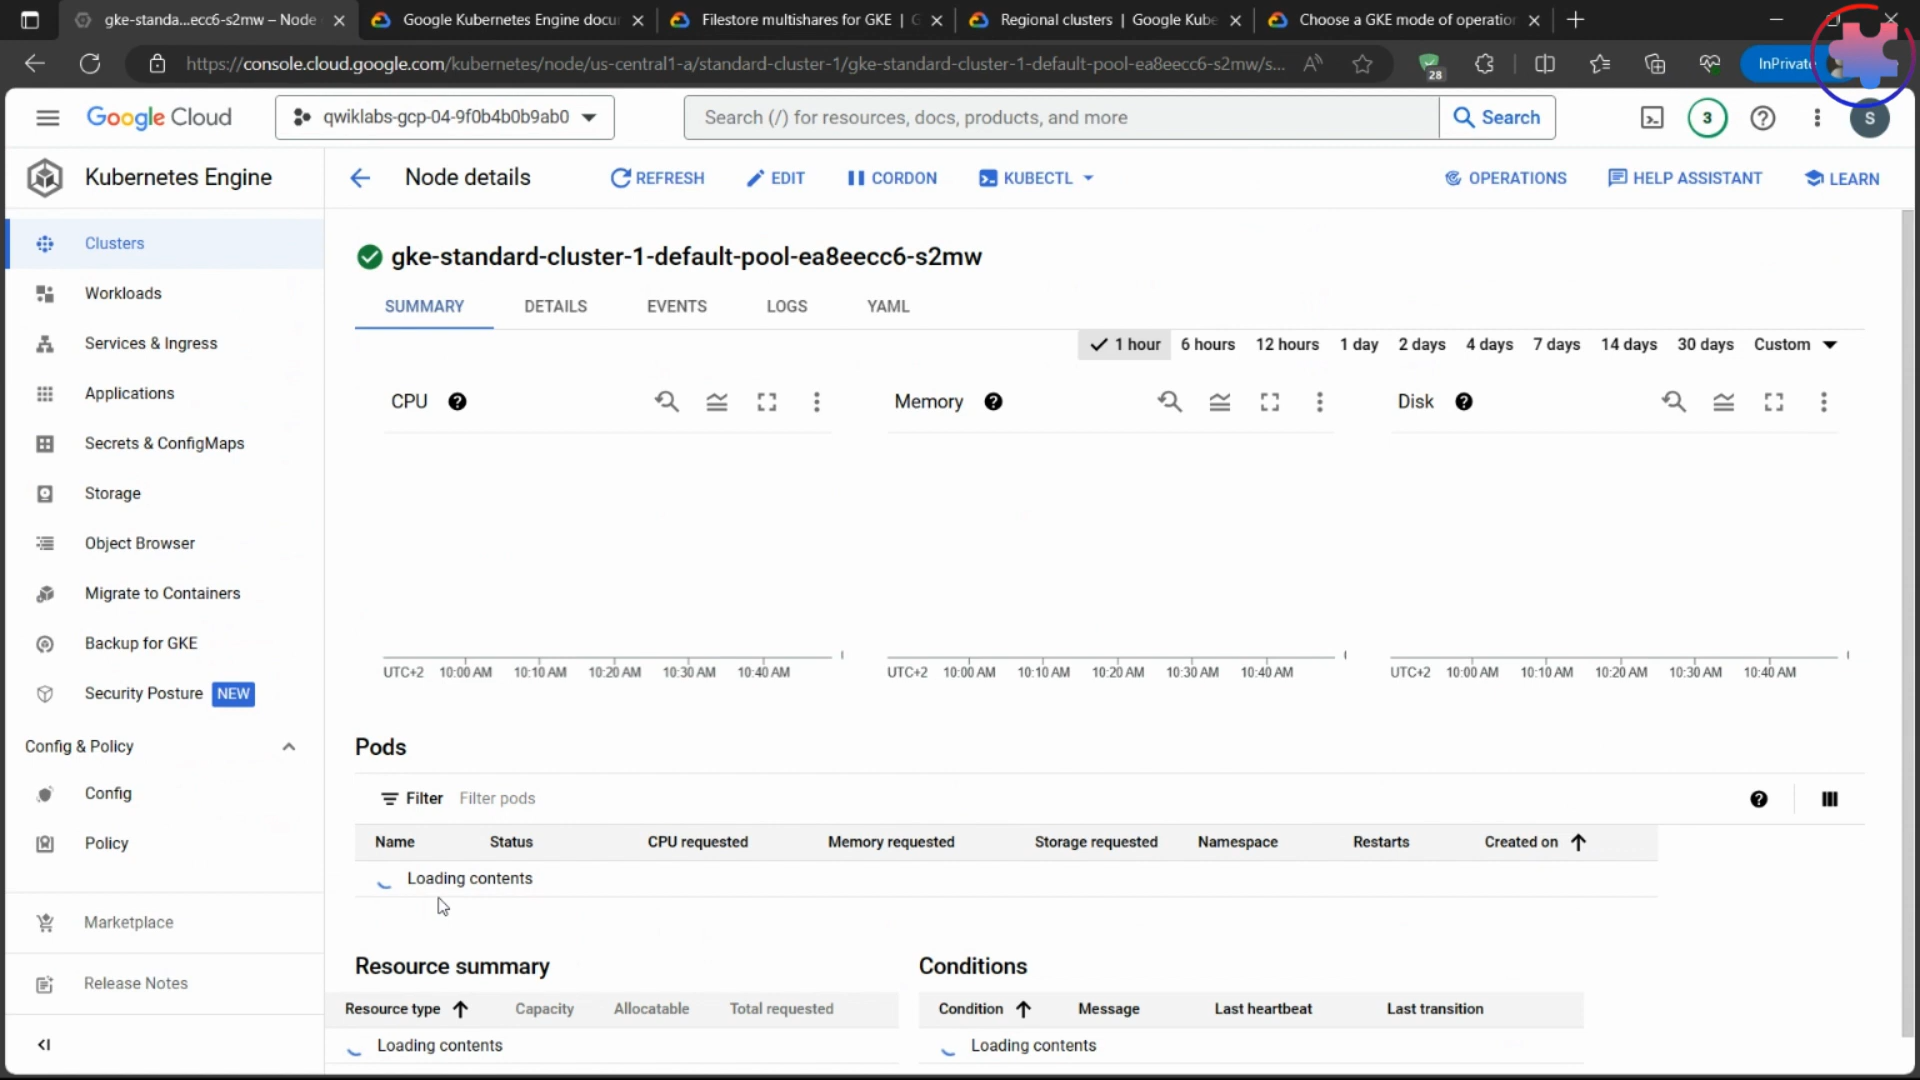 gke-standa...ecc6-s2mw – Node
Google Kubernetes Engine docu
Filestore multishares for GKE | G
Regional clusters | Google Kube
Choose a GKE mode of operation
https://console.cloud.google.com/kubernetes/node/us-central1-a/standard-cluster-1/gke-standard-cluster-1-default-pool-ea8eecc6-s2mw/s...
28
InPrivate
Google Cloud
qwiklabs-gcp-04-9f0b4b0b9ab0
Search (/) for resources, docs, products, and more
Search
3
S
Kubernetes Engine
Node details
REFRESH
EDIT
CORDON
KUBECTL
OPERATIONS
HELP ASSISTANT
LEARN
Clusters
Workloads
Services & Ingress
Applications
Secrets & ConfigMaps
Storage
Object Browser
Migrate to Containers
Backup for GKE
Security Posture NEW
Config & Policy
Config
Policy
Marketplace
Release Notes
gke-standard-cluster-1-default-pool-ea8eecc6-s2mw
SUMMARY DETAILS EVENTS LOGS YAML
1 hour 6 hours 12 hours 1 day 2 days 4 days 7 days 14 days 30 days Custom
CPU
Memory
Disk
UTC+2 10:00 AM 10:10 AM 10:20 AM 10:30 AM 10:40 AM
UTC+2 10:00 AM 10:10 AM 10:20 AM 10:30 AM 10:40 AM
UTC+2 10:00 AM 10:10 AM 10:20 AM 10:30 AM 10:40 AM
Pods
Filter Filter pods
Name Status CPU requested Memory requested Storage requested Namespace Restarts Created on
Loading contents
Resource summary
Resource type Capacity Allocatable Total requested
Loading contents
Conditions
Condition Message Last heartbeat Last transition
Loading contents